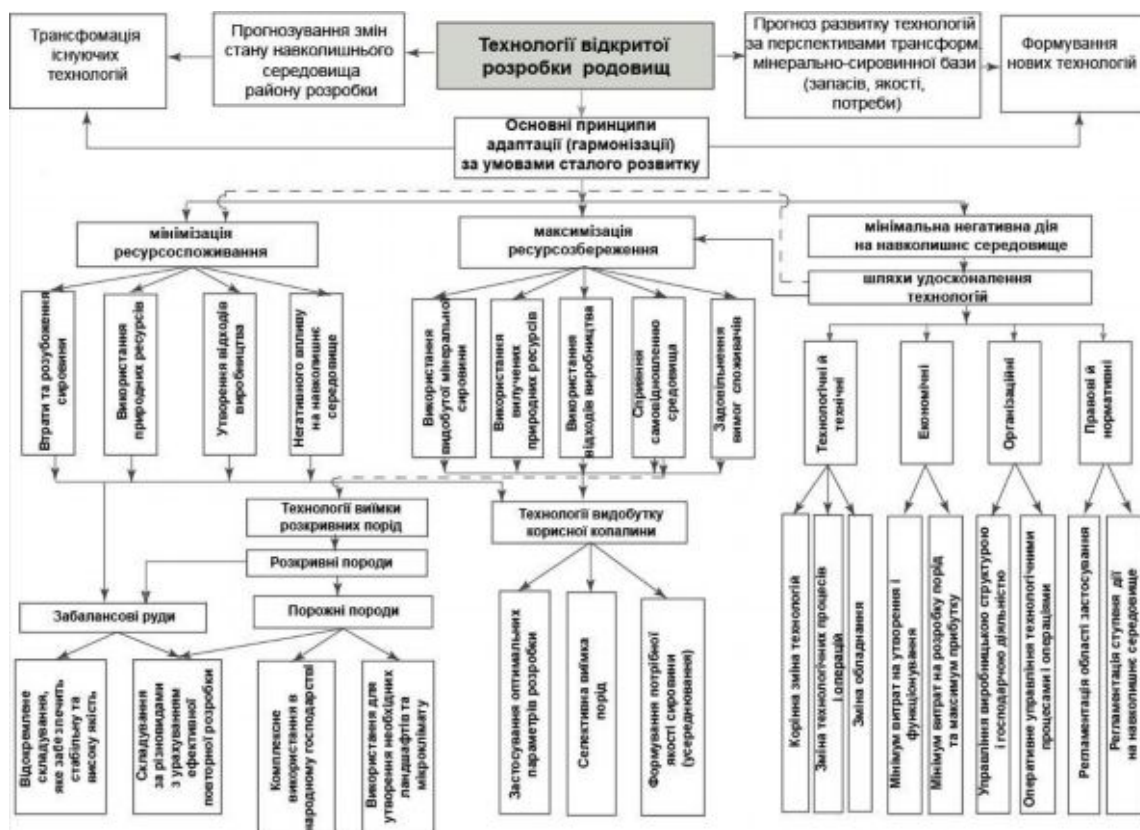 Трансфомація
існуючих
технологій
Прогнозування змін
стану навколишнього
середовища
району розробки
Технології відкритої
розробки родовищ
Прогноз развитку технологій
за перспективами трансформ.
мінерально-сировинної бази
(запасів, якості,
потреби)
Формування
нових технологій
Основні принципи
адаптації (гармонізації)
за умовами сталого розвитку
мінімізація
ресурсоспоживання
максимізація
ресурсозбереження
мінімальна негативна дія
на навколишнє середовище
шляхи удосконалення
технологій
Втрати та розубоження
сировини
Використання
природних ресурсів
Утворення відходів
виробництва
Негативного впливу
на навколишнє
середовище
Використання
видобутої мінеральної
сировини
Використання
вилучених
природних ресурсів
Використання
відходів виробництва
Сприяння
самовідновленню
средовища
Задовільнення
вимог споживачів
Технологічні й
технічні
Економічні
Організаційні
Правові й
нормативні
Технології виїмки
розкривних порід
Технології видобутку
корисної копалини
Розкривні породи
Забалансові руди
Порожні породи
Відокремлене
складування,
яке забезпечить
стабільну та
високу якість
Складування
за різновидами
з урахуванням
ефективної
повторної розробки
Комплексне
використання в
народному господарстві
Використання для
утворення необхідних
ландшафтів та
мікроклімату
Застосування оптимальних
параметрів розробки
Селективна виїмка
порід
Формування потрібної
якості сировини
(усереднювання)
Корінна зміна технологій
Зміна технологічних процесів
і операцій
Зміна обладнання
Мінімум витрат на утворення і
функціонування
Мінімум витрат на розробку порід
та максимум прибутку
Управління виробницькою структурою
і господарчою діяльністю
Оперативне управління технологічними
процесами і операціями
Регламентація області застосування
Регламентація ступеня дії
на навколишнє середовище